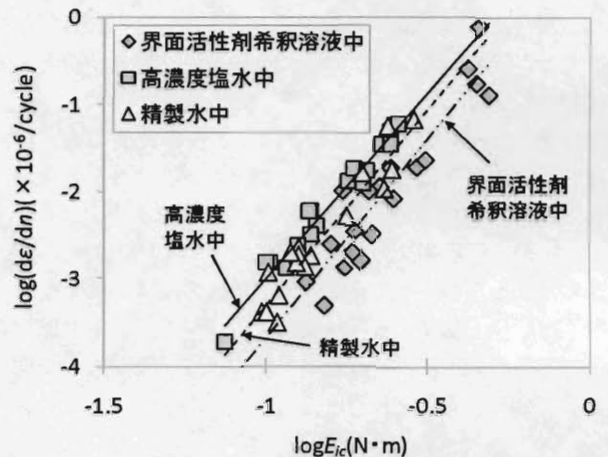 0
-1
-2
-3
-4
log(dε/dn)(×10⁻⁶/cycle)
界面活性剤希釈溶液中
高濃度塩水中
精製水中
高濃度
塩水中
界面活性剤
希釈溶液中
精製水中
-1.5
-1
-0.5
0
logEic(N・m)